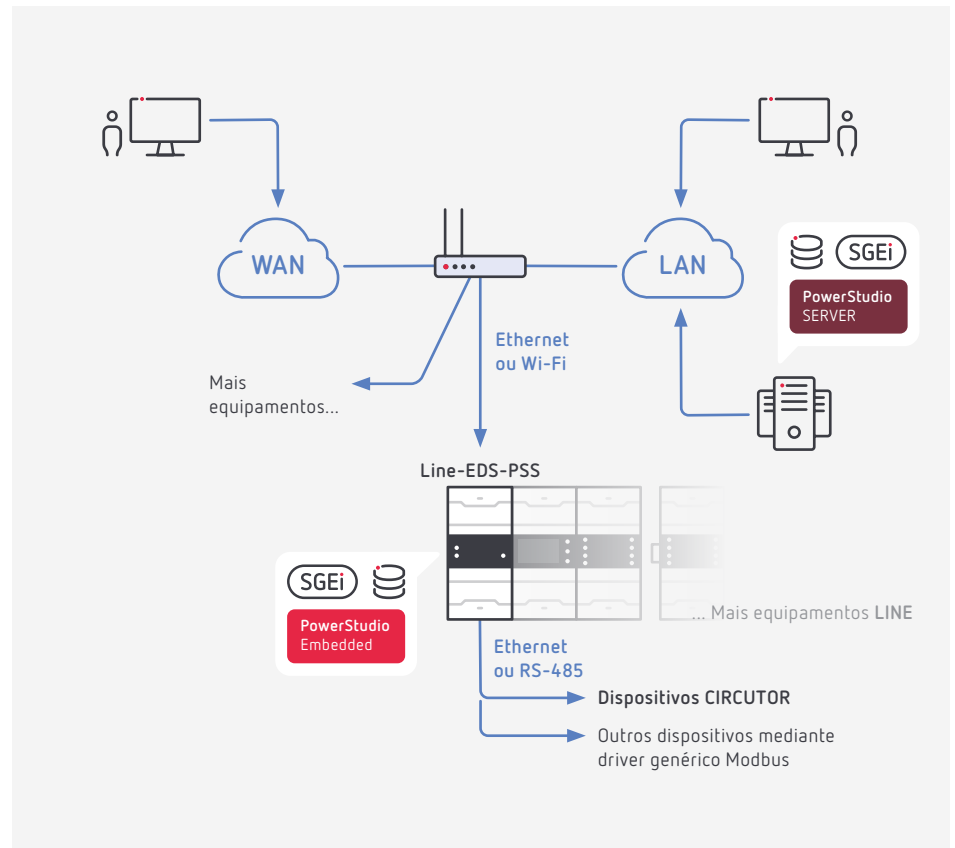 WAN
LAN
SGEi
PowerStudio
SERVER
Ethernet
ou Wi-Fi
Mais
equipamentos...
Line-EDS-PSS
SGEi
PowerStudio
Embedded
... Mais equipamentos LINE
Ethernet
ou RS-485
Dispositivos CIRCUTOR
Outros dispositivos mediante
driver genérico Modbus